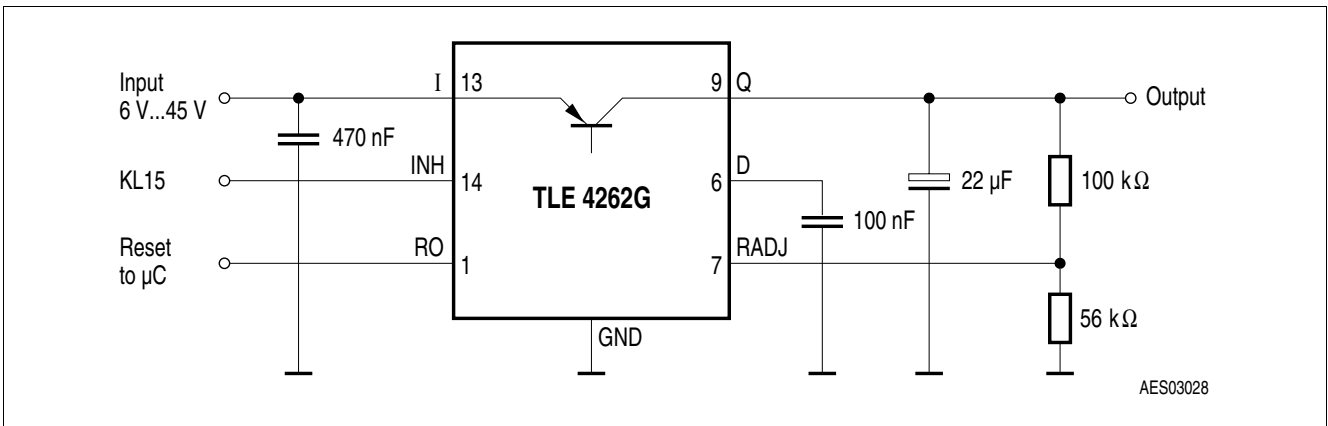 Input
6 V...45 V
I
13
9
Q
Output
470 nF
KL15
INH
14
TLE 4262G
6
D
22 µF
100 kΩ
100 nF
Reset
to µC
RO
1
7
RADJ
56 kΩ
GND
AES03028